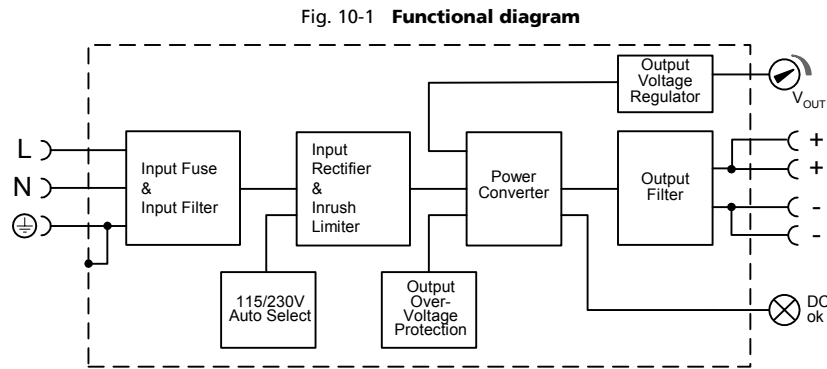 Fig. 10-1 Functional diagram
Output
Voltage
Regulator
V_OUT
L
N
Input Fuse
&
Input Filter
Input
Rectifier
&
Inrush
Limiter
Power
Converter
Output
Filter
+
+
-
-
115/230V
Auto Select
Output
Over-
Voltage
Protection
DC
ok